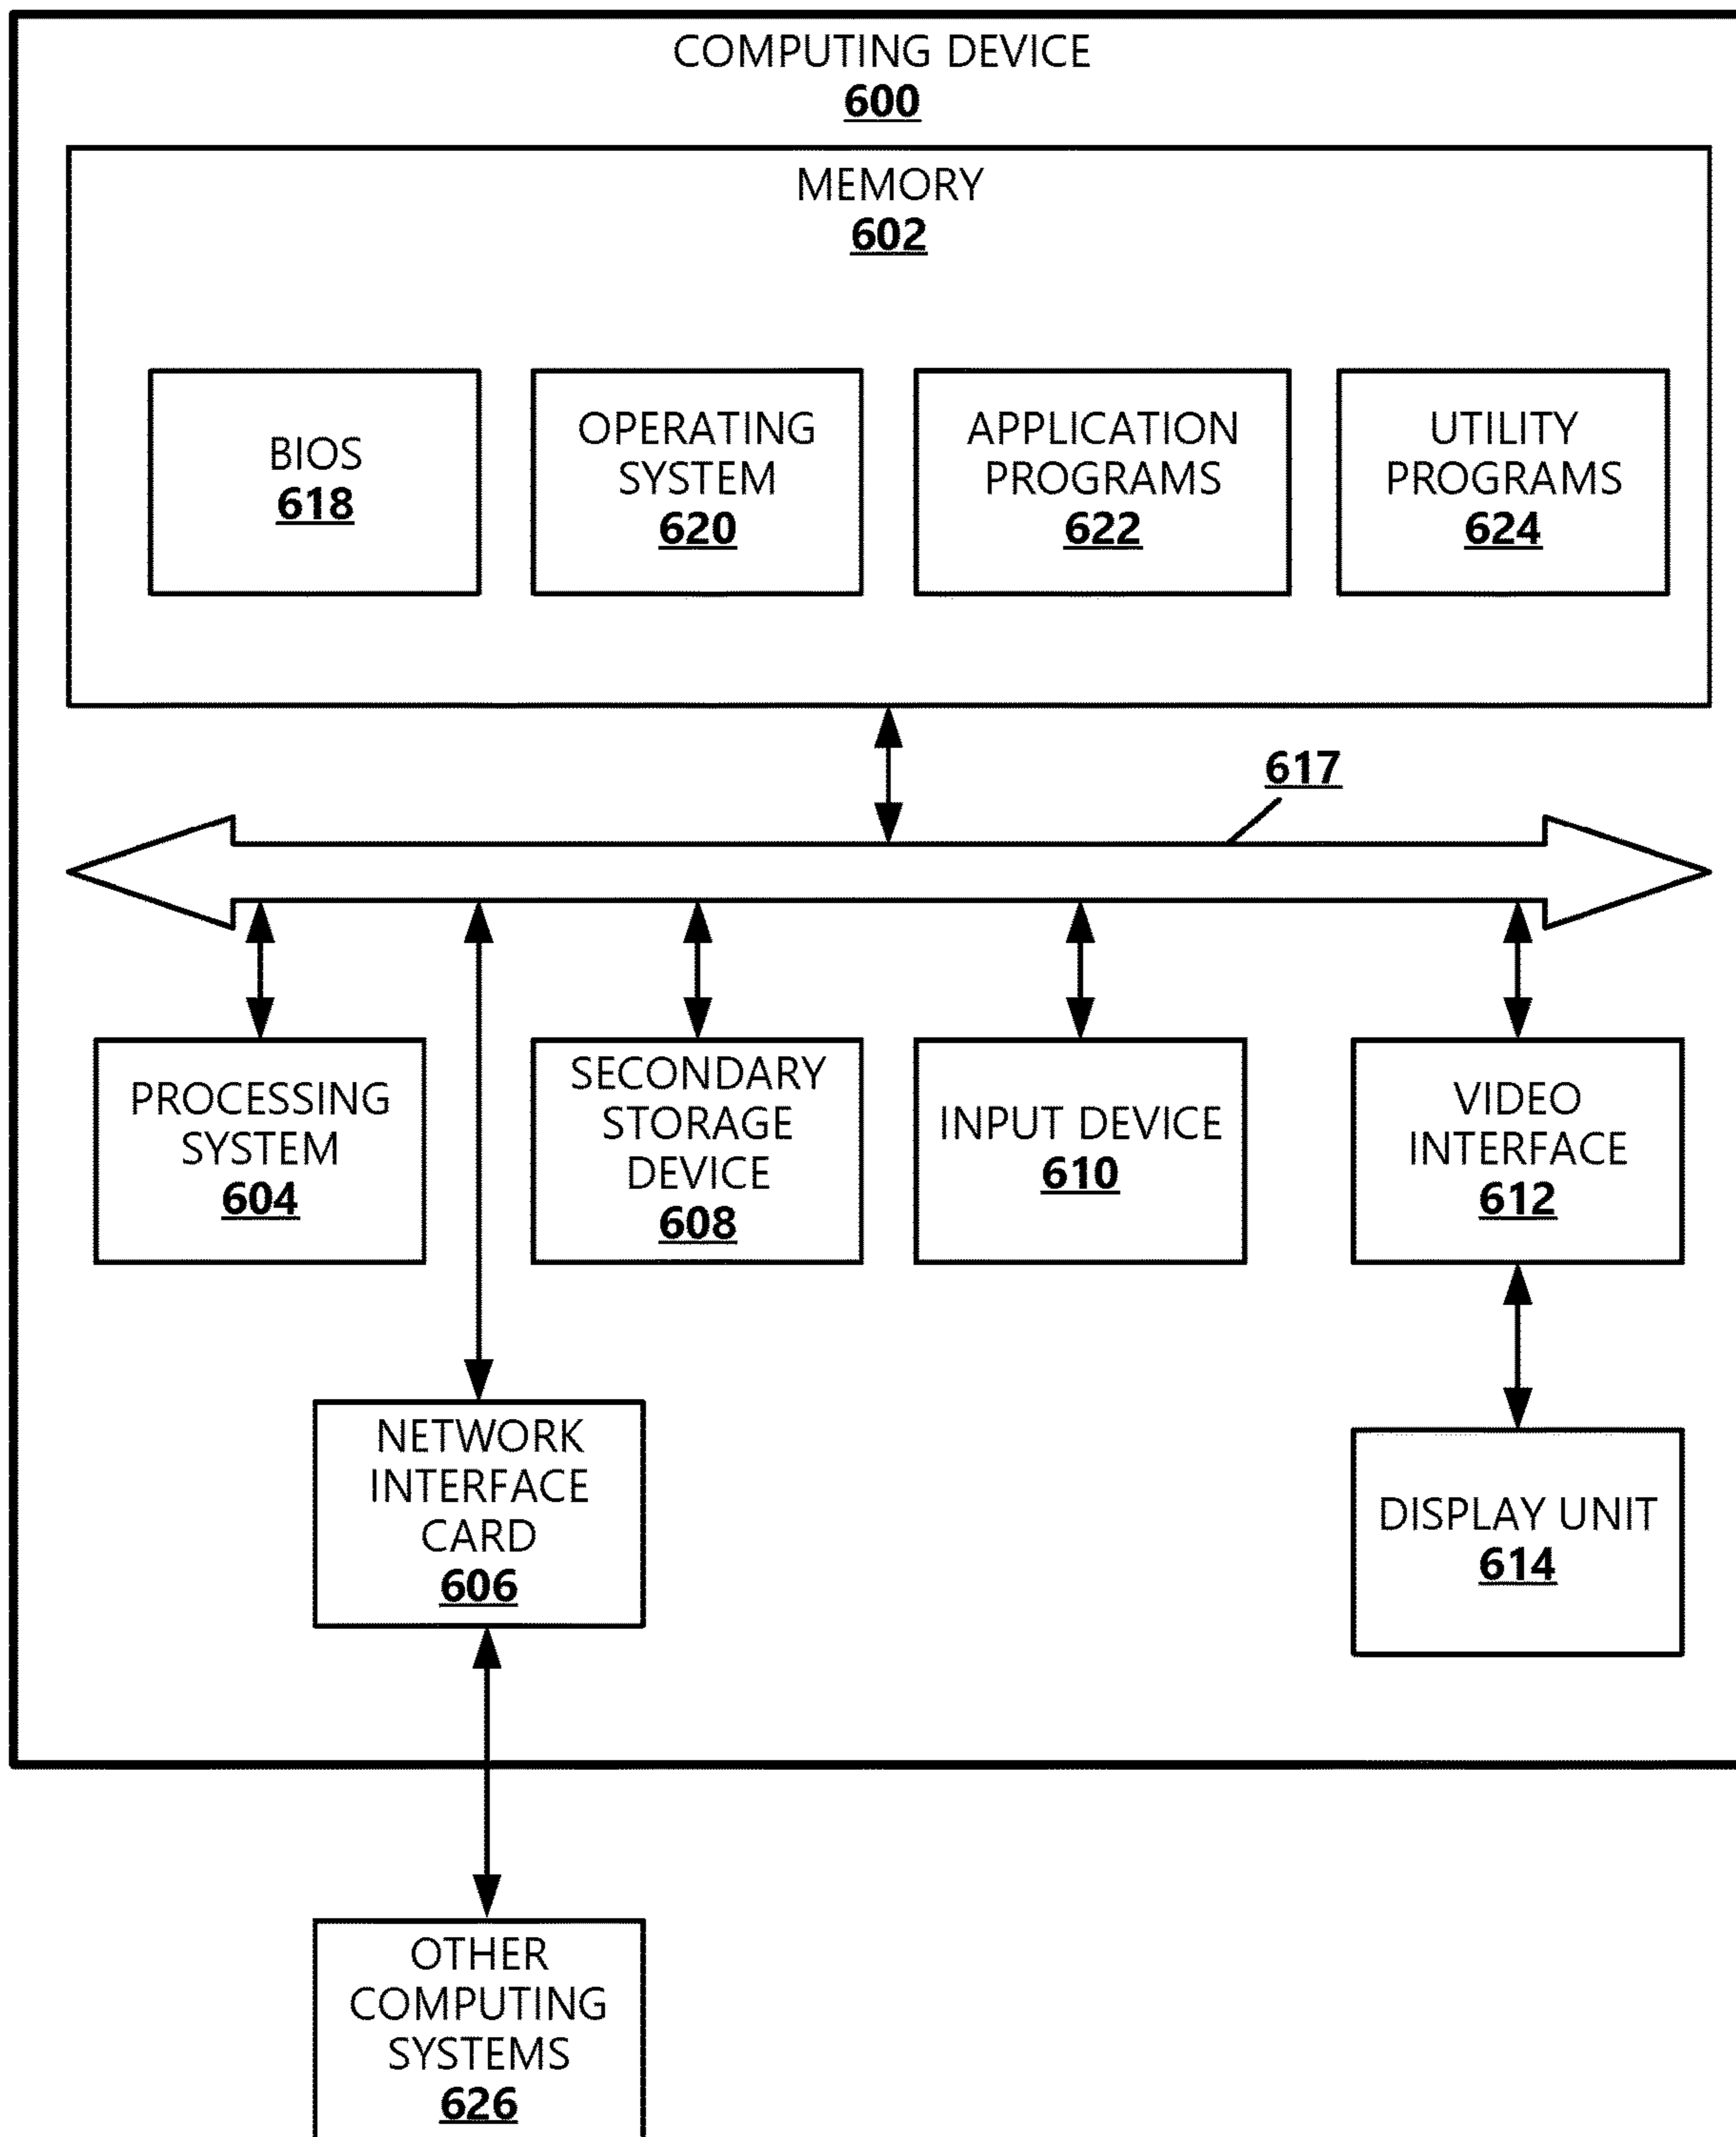 COMPUTING DEVICE
600
MEMORY
602
BIOS
618
OPERATING
SYSTEM
620
APPLICATION
PROGRAMS
622
UTILITY
PROGRAMS
624
617
PROCESSING
SYSTEM
604
SECONDARY
STORAGE
DEVICE
608
INPUT DEVICE
610
VIDEO
INTERFACE
612
NETWORK
INTERFACE
CARD
606
DISPLAY UNIT
614
OTHER
COMPUTING
SYSTEMS
626